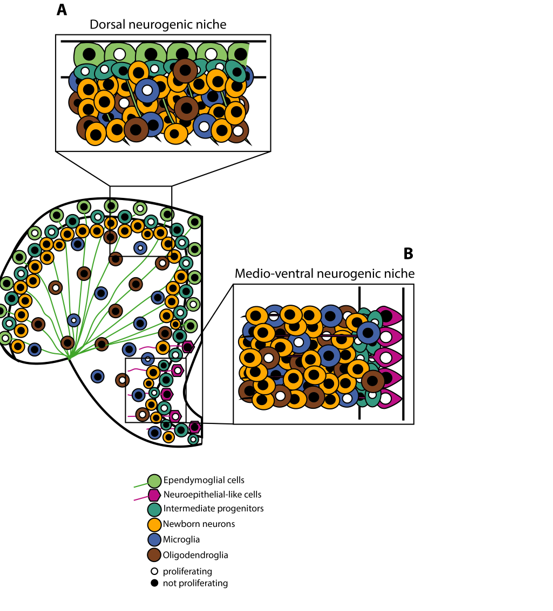 A
Dorsal neurogenic niche
B
Medio-ventral neurogenic niche
Ependymoglial cells
Neuroepithelial-like cells
Intermediate progenitors
Newborn neurons
Microglia
Oligodendroglia
proliferating
not proliferating